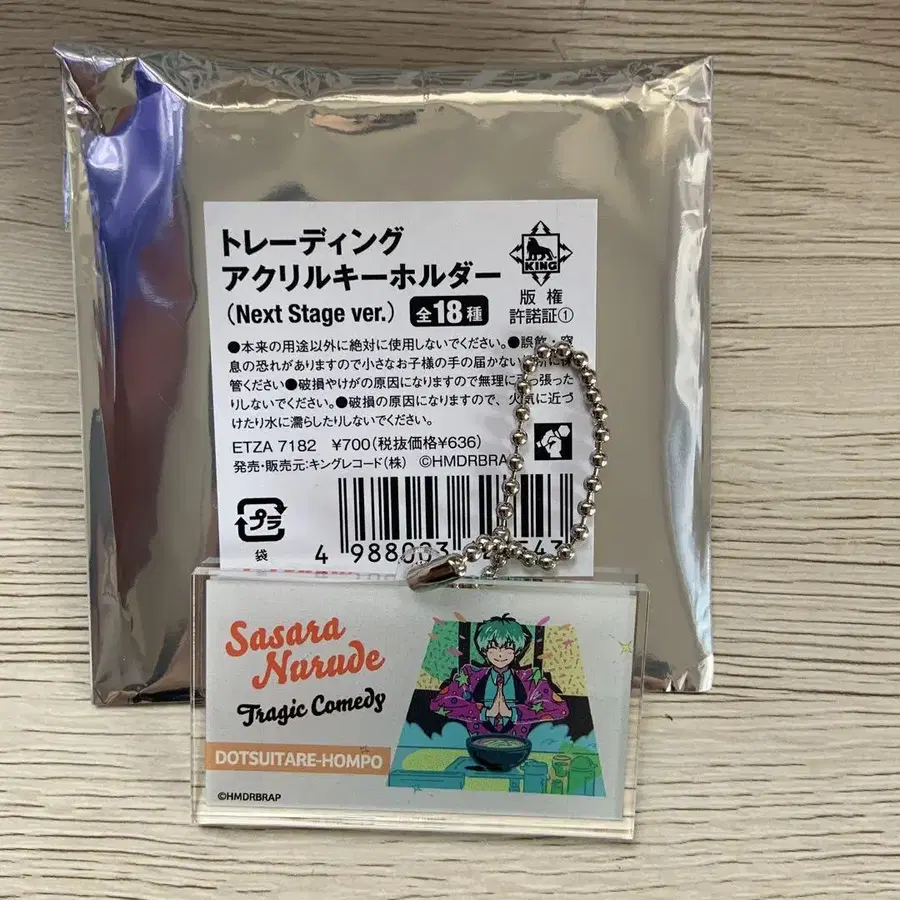 トレーディング
アクリルキーホルダー
(Next Stage ver.) 全18種
KING
版権
許諾証①
●本来の用途以外に絶対に使用しないでください。●誤飲・窒
息の恐れがありますので小さなお子様の手の届かない
管ください●破損やけがの原因になりますので無理に引っ張った
りしないでください。●破損の原因になりますので、火気に近づ
けたり水に濡らしたりしないでください。
ETZA 7182 ¥700(税抜価格¥636)
発売・販売元:キングレコード(株) ©HMDRBRAP
プラ
袋
4 988003
Sasara
Nurude
Tragic Comedy
DOTSUITARE-HOMPO
©HMDRBRAP